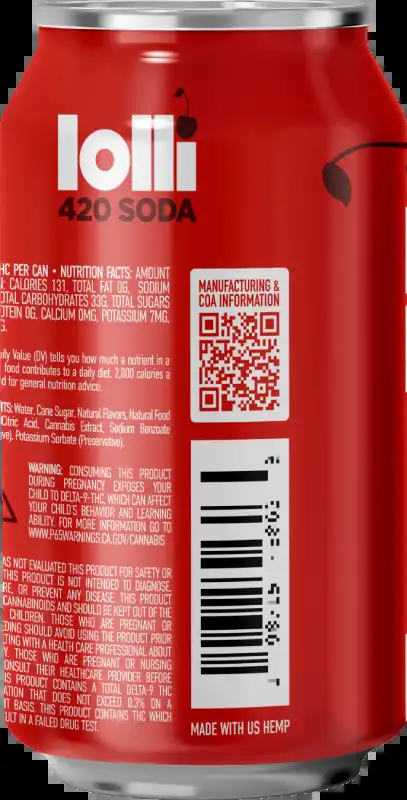 lolli
420 SODA
HC PER CAN • NUTRITION FACTS: AMOUNT
CALORIES 131, TOTAL FAT 0G, SODIUM
OTAL CARBOHYDRATES 33G, TOTAL SUGARS
OTEIN 0G, CALCIUM 0MG, POTASSIUM 7MG,
G.
ily Value (DV) tells you how much a nutrient in a
food contributes to a daily diet. 2,000 calories a
d for general nutrition advice.
TS: Water, Cane Sugar, Natural Flavors, Natural Food
Citric Acid, Cannabis Extract, Sodium Benzoate
ve), Potassium Sorbate (Preservative).
MANUFACTURING &
COA INFORMATION
WARNING: CONSUMING THIS PRODUCT
DURING PREGNANCY EXPOSES YOUR
CHILD TO DELTA-9-THC, WHICH CAN AFFECT
YOUR CHILD'S BEHAVIOR AND LEARNING
ABILITY. FOR MORE INFORMATION GO TO
WWW.P65WARNINGS.CA.GOV/CANNABIS
AS NOT EVALUATED THIS PRODUCT FOR SAFETY OR
THIS PRODUCT IS NOT INTENDED TO DIAGNOSE,
RE, OR PREVENT ANY DISEASE. THIS PRODUCT
CANNABINOIDS AND SHOULD BE KEPT OUT OF THE
CHILDREN. THOSE WHO ARE PREGNANT OR
EDING SHOULD AVOID USING THE PRODUCT PRIOR
LTING WITH A HEALTH CARE PROFESSIONAL ABOUT
Y. THOSE WHO ARE PREGNANT OR NURSING
ONSULT THEIR HEALTHCARE PROVIDER BEFORE
IS PRODUCT CONTAINS A TOTAL DELTA-9 THC
ATION THAT DOES NOT EXCEED 0.3% ON A
T BASIS. THIS PRODUCT CONTAINS THC WHICH
ULT IN A FAILED DRUG TEST.
MADE WITH US HEMP